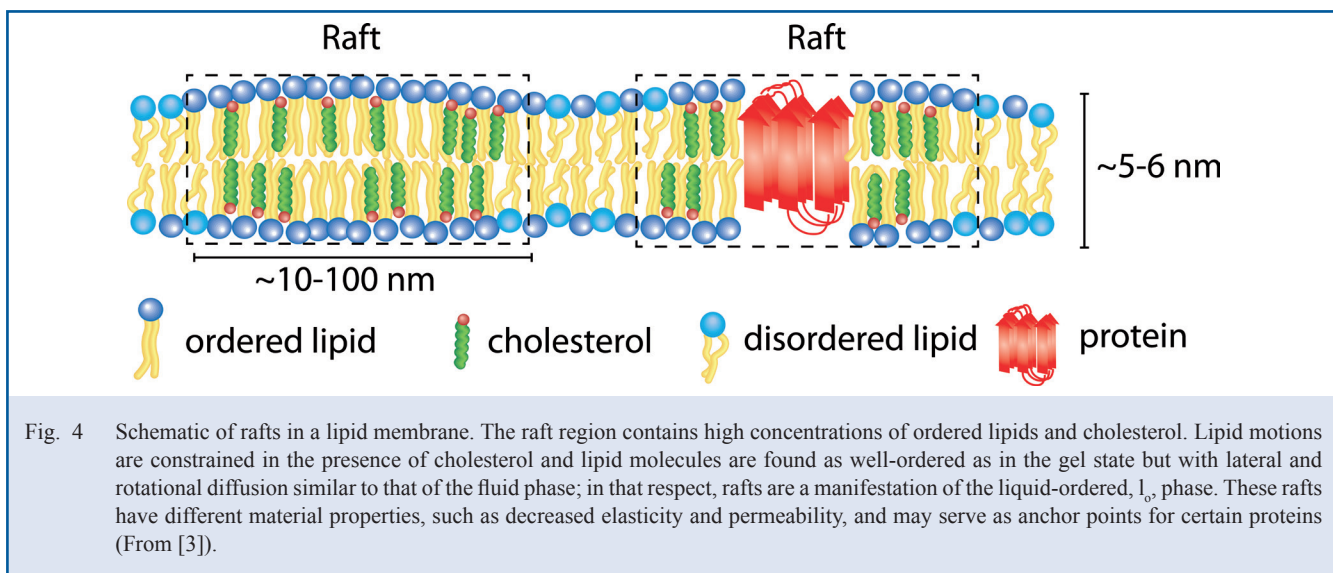 Raft Raft
~5-6 nm
~10-100 nm
ordered lipid cholesterol disordered lipid protein
Fig. 4 Schematic of rafts in a lipid membrane. The raft region contains high concentrations of ordered lipids and cholesterol. Lipid motions
are constrained in the presence of cholesterol and lipid molecules are found as well-ordered as in the gel state but with lateral and
rotational diffusion similar to that of the fluid phase; in that respect, rafts are a manifestation of the liquid-ordered, lₒ, phase. These rafts
have different material properties, such as decreased elasticity and permeability, and may serve as anchor points for certain proteins
(From [3]).